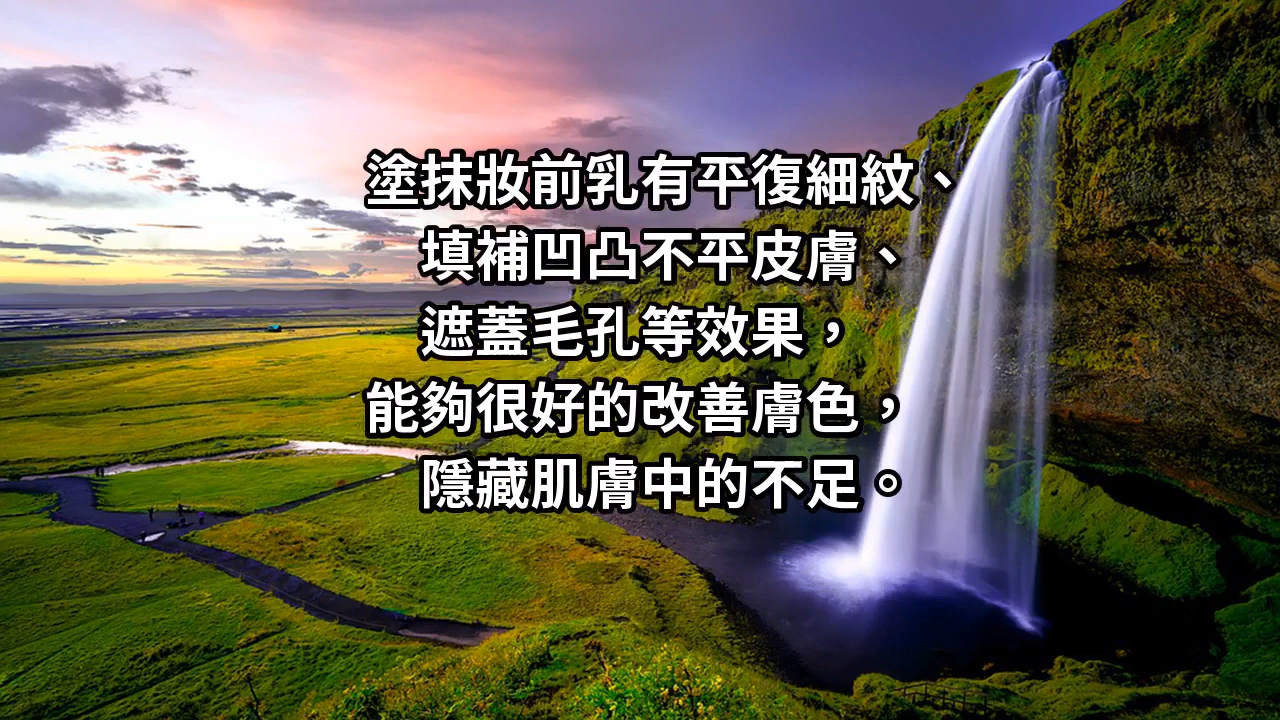 塗抹妝前乳有平復細紋、
填補凹凸不平皮膚、
遮蓋毛孔等效果，
能夠很好的改善膚色，
隱藏肌膚中的不足。